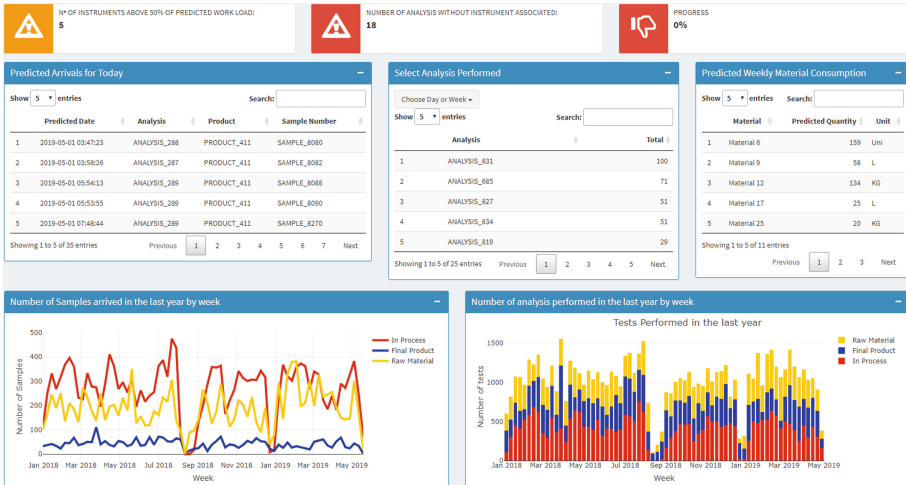 Nº OF INSTRUMENTS ABOVE 50% OF PREDICTED WORK LOAD:
5
NUMBER OF ANALYSIS WITHOUT INSTRUMENT ASSOCIATED:
18
PROGRESS
0%
Predicted Arrivals for Today
Show 5 entries Search:
Predicted Date Analysis Product Sample Number
1 2019-05-01 03:47:23 ANALYSIS_288 PRODUCT_411 SAMPLE_8080
2 2019-05-01 03:58:26 ANALYSIS_287 PRODUCT_411 SAMPLE_8082
3 2019-05-01 05:54:13 ANALYSIS_289 PRODUCT_411 SAMPLE_8088
4 2019-05-01 05:53:55 ANALYSIS_289 PRODUCT_411 SAMPLE_8090
5 2019-05-01 07:48:44 ANALYSIS_289 PRODUCT_411 SAMPLE_8270
Showing 1 to 5 of 35 entries Previous 1 2 3 4 5 6 7 Next
Select Analysis Performed
Choose Day or Week
Show 5 entries Search:
Analysis Total
1 ANALYSIS_831 100
2 ANALYSIS_685 71
3 ANALYSIS_827 51
4 ANALYSIS_834 51
5 ANALYSIS_819 29
Showing 1 to 5 of 25 entries Previous 1 2 3 4 5 Next
Predicted Weekly Material Consumption
Show 5 entries Search:
Material Predicted Quantity Unit
1 Material 6 159 Uni
2 Material 9 58 L
3 Material 12 134 KG
4 Material 17 25 L
5 Material 25 20 KG
Showing 1 to 5 of 11 entries
Previous 1 2 3 Next
Number of Samples arrived in the last year by week
Number of Samples
500
400
300
200
100
0
Jan 2018 Mar 2018 May 2018 Jul 2018 Sep 2018 Nov 2018 Jan 2019 Mar 2019 May 2019
Week
In Process
Final Product
Raw Material
Number of analysis performed in the last year by week
Tests Performed in the last year
Number of tests
1500
1000
500
0
Jan 2018 Mar 2018 May 2018 Jul 2018 Sep 2018 Nov 2018 Jan 2019 Mar 2019 May 2019
Week
Raw Material
Final Product
In Process